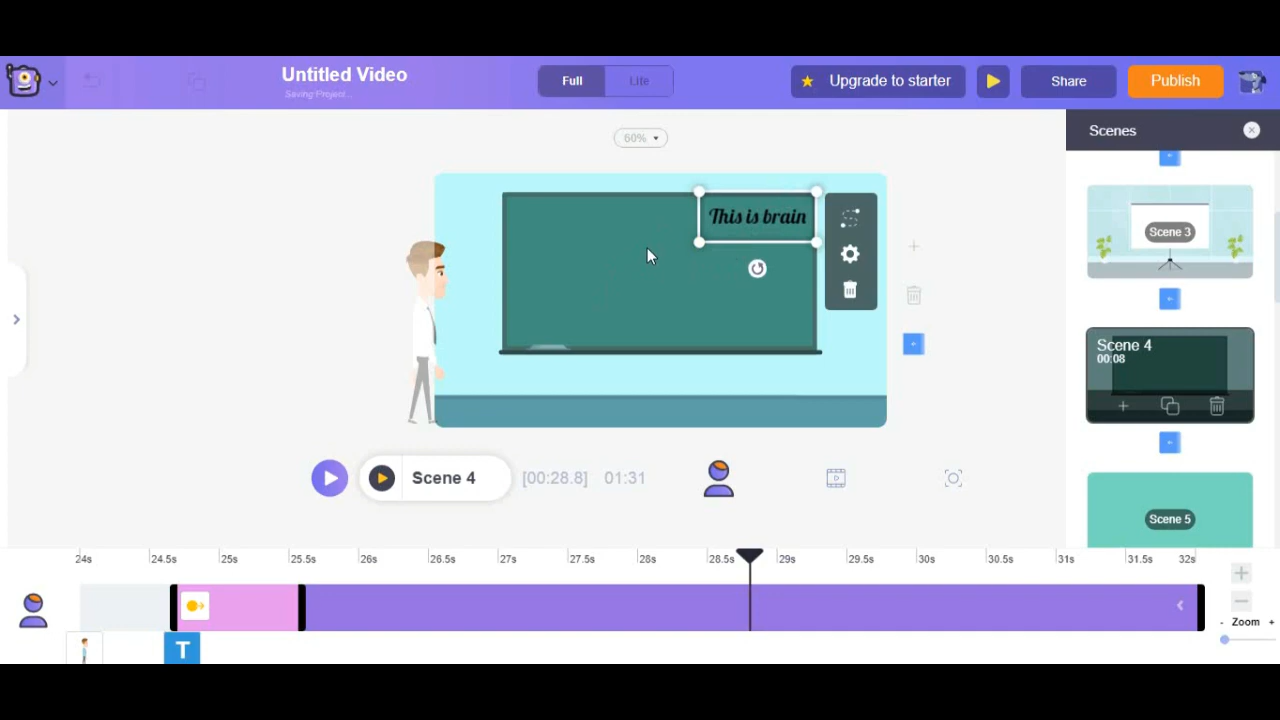 Untitled Video
Saving Project...
Full
Life
Upgrade to starter
Share
Publish
60%
Scenes
This is brain
Scene 3
Scene 4
00:08
Scene 5
Scene 4
[00:28.8]
01:31
24s
24.5s
25s
25.5s
26s
26.5s
27s
27.5s
28s
28.5s
29s
29.5s
30s
30.5s
31s
31.5s
32s
T
- Zoom +